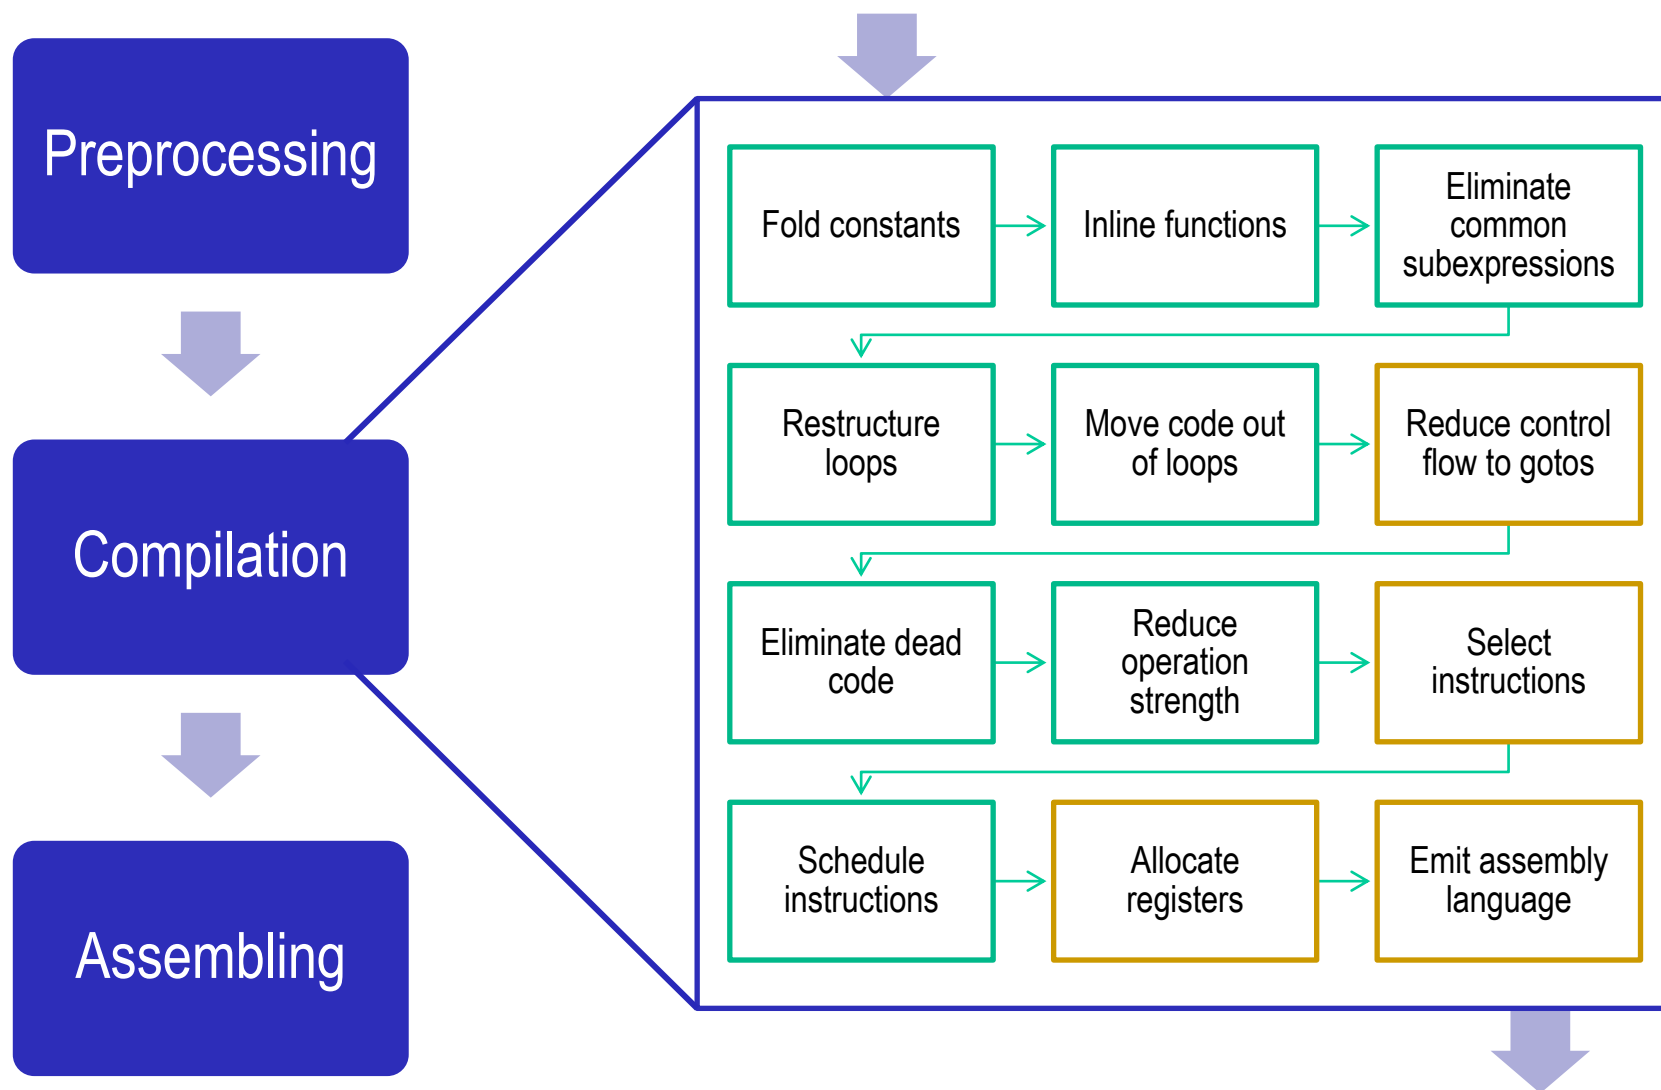 Preprocessing
Compilation
Assembling
Fold constants
Inline functions
Eliminate
common
subexpressions
Restructure
loops
Move code out
of loops
Reduce control
flow to gotos
Eliminate dead
code
Reduce
operation
strength
Select
instructions
Schedule
instructions
Allocate
registers
Emit assembly
language